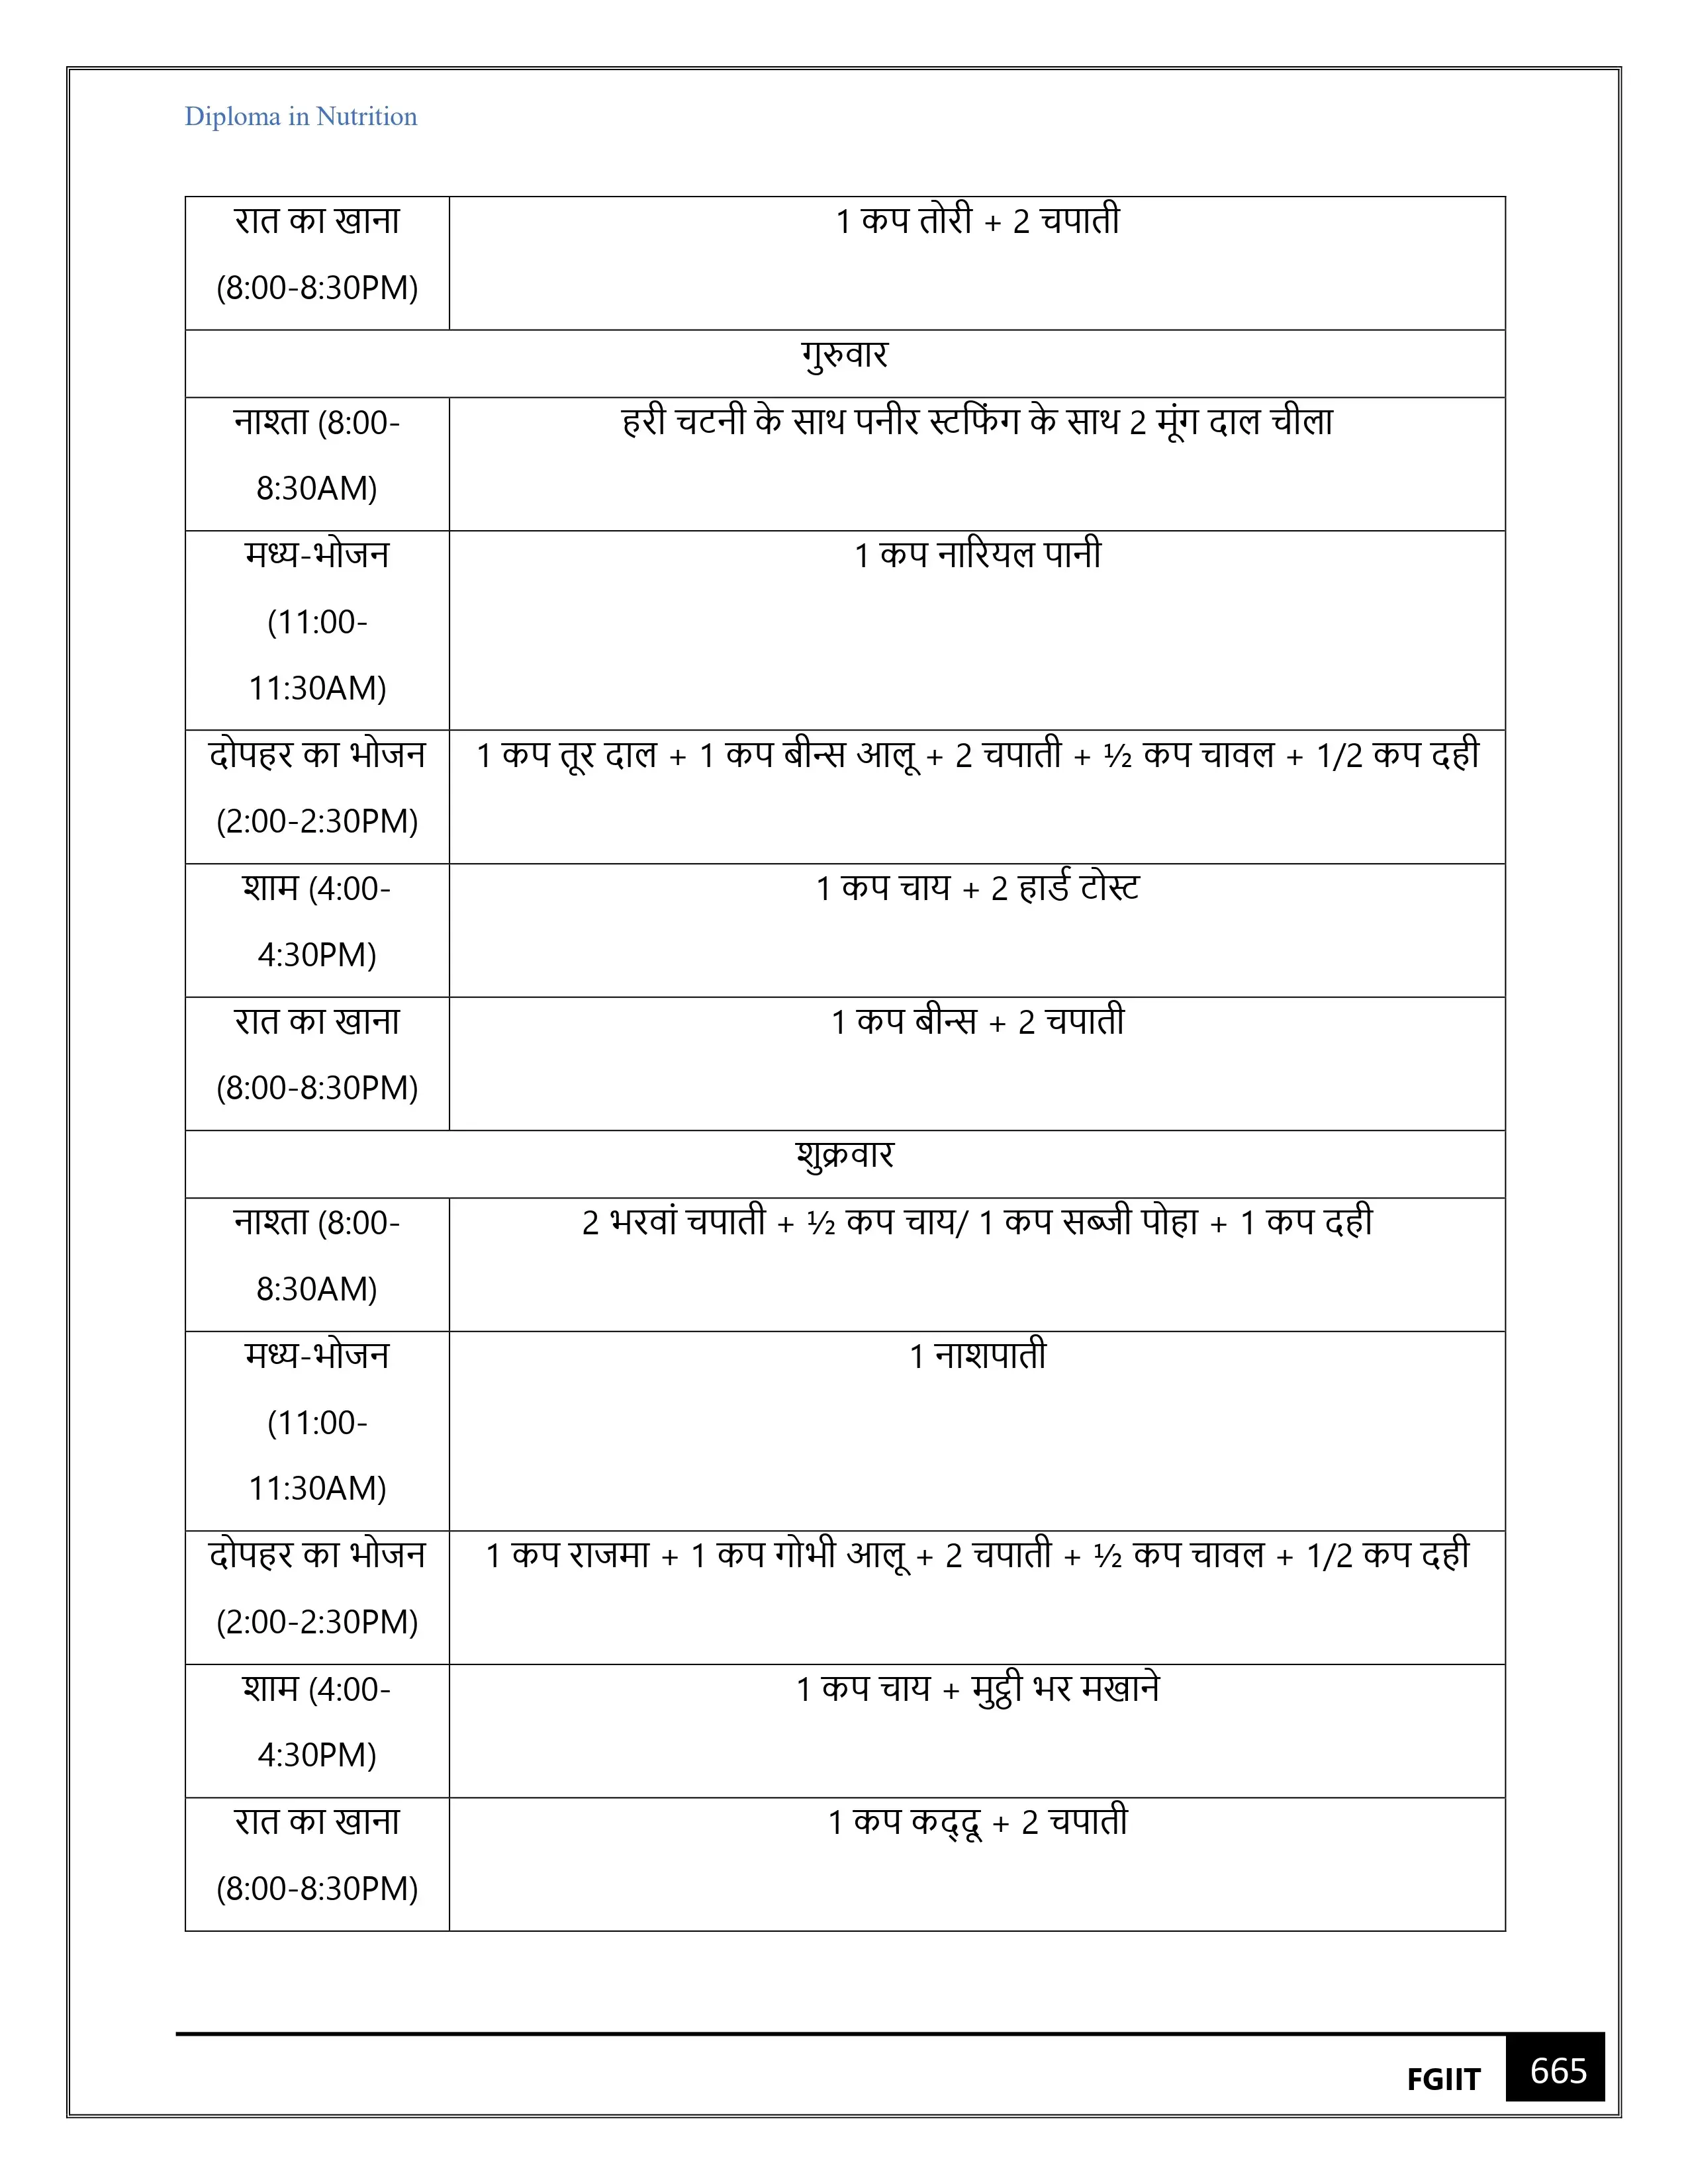 Diploma in Nutrition
रात का खाना
(8:00-8:30PM)
1 कप तोरी + 2 चपाती
गुरुवार
नाश्ता (8:00-
8:30AM)
हरी चटनी के साथ पनीर स्टफिंग के साथ 2 मूंग दाल चीला
मध्य-भोजन
(11:00-
11:30AM)
1 कप नारियल पानी
दोपहर का भोजन
(2:00-2:30PM)
1 कप तूर दाल + 1 कप बीन्स आलू + 2 चपाती + ½ कप चावल + 1/2 कप दही
शाम (4:00-
4:30PM)
1 कप चाय + 2 हार्ड टोस्ट
रात का खाना
(8:00-8:30PM)
1 कप बीन्स + 2 चपाती
शुक्रवार
नाश्ता (8:00-
8:30AM)
2 भरवां चपाती + ½ कप चाय/ 1 कप सब्जी पोहा + 1 कप दही
मध्य-भोजन
(11:00-
11:30AM)
1 नाशपाती
दोपहर का भोजन
(2:00-2:30PM)
1 कप राजमा + 1 कप गोभी आलू + 2 चपाती + ½ कप चावल + 1/2 कप दही
शाम (4:00-
4:30PM)
1 कप चाय + मुट्ठी भर मखाने
रात का खाना
(8:00-8:30PM)
1 कप कद्दू + 2 चपाती
FGIIT 665